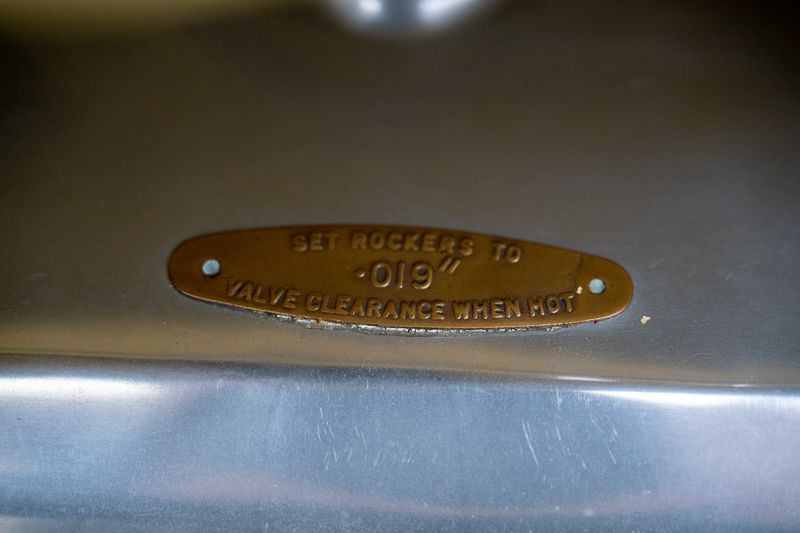 SET ROCKERS TO
·019"
VALVE CLEARANCE WHEN HOT